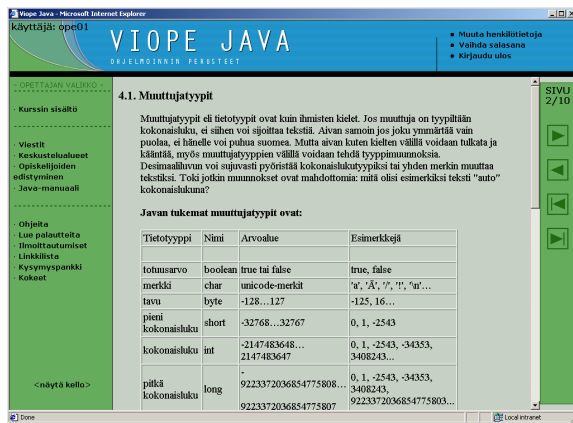 Viope Java - Microsoft Internet Explorer
käyttäjä: ope01
VIOPE JAVA
OHJELMOINNIN PERUSTEET
Muuta henkilötietoja
Vaihda salasana
Kirjaudu ulos
- OPETTAJAN VALIKKO -
· Kurssin sisältö
· Viestit
· Keskustelualueet
· Opiskelijoiden
edistyminen
· Java-manuaali
· Ohjeita
· Lue palautteita
· Ilmoittautumiset
· Linkkilista
· Kysymyspankki
· Kokeet
<näytä kello>
4.1. Muuttujatyypit
Muuttujatyypit eli tietotyypit ovat kuin ihmisten kielet. Jos muuttuja on tyypiltään
kokonaisluku, ei siihen voi sijoittaa tekstiä. Aivan samoin jos joku ymmärtää vain
puolaa, ei hänelle voi puhua suomea. Mutta aivan kuten kielten välillä voidaan tulkata ja
kääntää, myös muuttujatyyppien välillä voidaan tehdä tyyppimuunnoksia.
Desimaaliluvun voi sujuvasti pyöristää kokonaislukutyypiksi tai yhden merkin muuttaa
tekstiksi. Toki jotkin muunnokset ovat mahdottomia: mitä olisi esimerkiksi teksti "auto"
kokonaislukuna?
Javan tukemat muuttujatyypit ovat:
Tietotyyppi Nimi Arvoalue Esimerkkejä
totuusarvo boolean true tai false true, false
merkki char unicode-merkit 'a', 'Ã', '/', '!', '\n'...
tavu byte -128…127 -125, 16…
pieni
kokonaisluku short -32768…32767 0, 1, -2543
kokonaisluku int -2147483648…
2147483647 0, 1, -2543, -34353,
3408243...
pitkä
kokonaisluku long -
9223372036854775808…
9223372036854775807 0, 1, -2543, -34353,
3408243,
9223372036854775803…
SIVU
2/10
Done
Local intranet